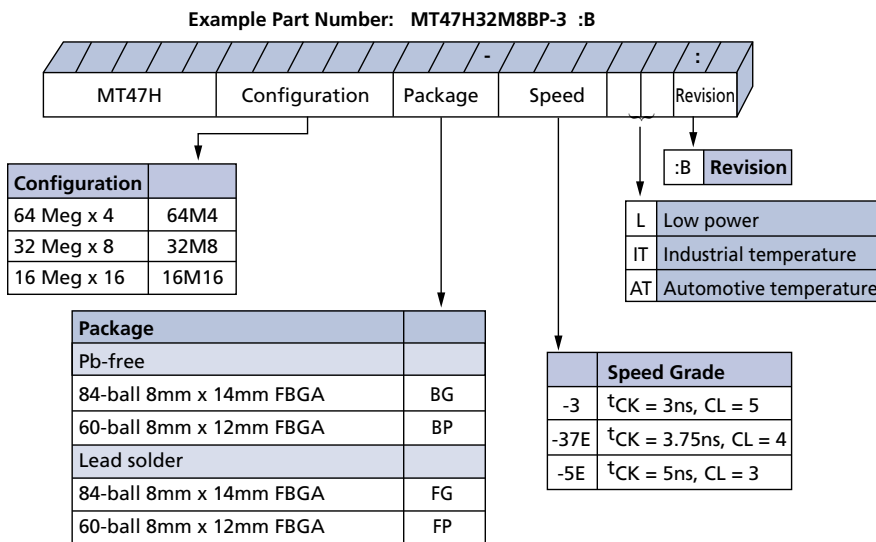 Example Part Number: MT47H32M8BP-3 :B
- :
MT47H Configuration Package Speed Revision
:B Revision
Configuration
64 Meg x 4 64M4
32 Meg x 8 32M8
16 Meg x 16 16M16
L Low power
IT Industrial temperature
AT Automotive temperature
Package
Pb-free
84-ball 8mm x 14mm FBGA BG
60-ball 8mm x 12mm FBGA BP
Lead solder
84-ball 8mm x 14mm FBGA FG
60-ball 8mm x 12mm FBGA FP
Speed Grade
-3 tCK = 3ns, CL = 5
-37E tCK = 3.75ns, CL = 4
-5E tCK = 5ns, CL = 3